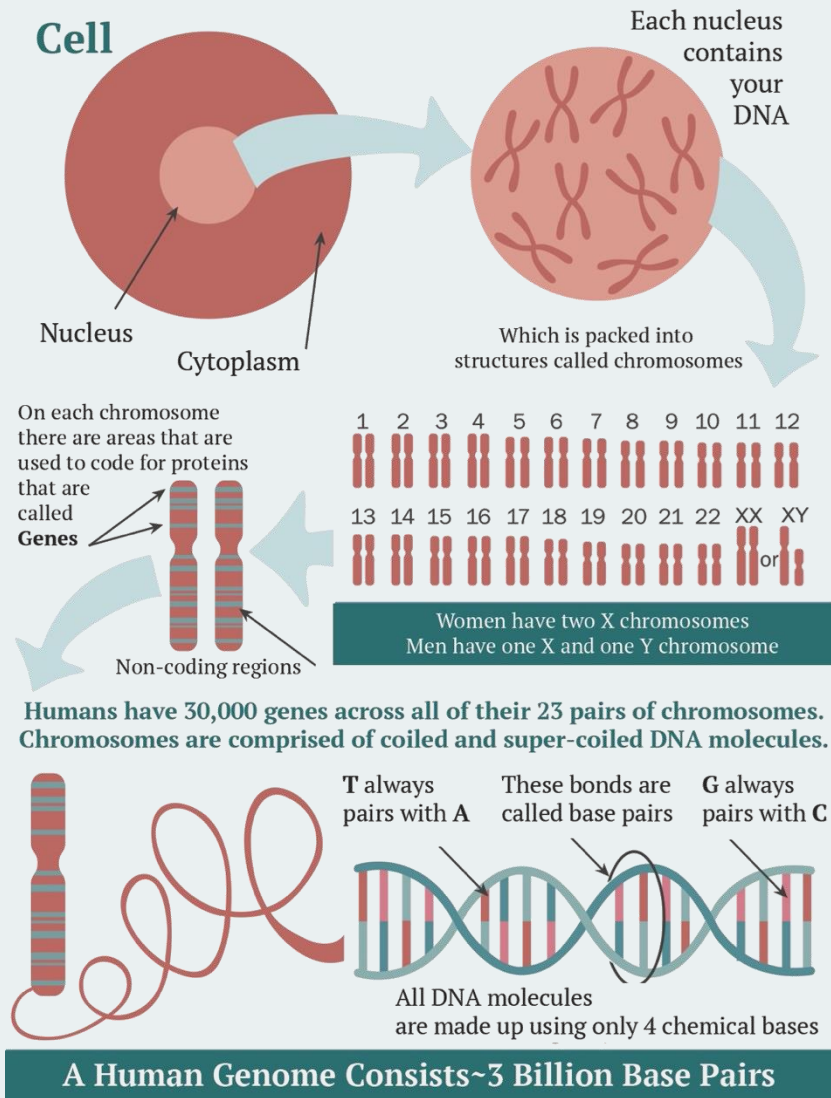 Cell
Each nucleus
contains
your
DNA
Nucleus
Cytoplasm
Which is packed into
structures called chromosomes
On each chromosome
there are areas that are
used to code for proteins
that are
called
Genes
Non-coding regions
1 2 3 4 5 6 7 8 9 10 11 12
13 14 15 16 17 18 19 20 21 22 XX XY
or
Women have two X chromosomes
Men have one X and one Y chromosome
Humans have 30,000 genes across all of their 23 pairs of chromosomes.
Chromosomes are comprised of coiled and super-coiled DNA molecules.
T always
pairs with A
These bonds are
called base pairs
G always
pairs with C
All DNA molecules
are made up using only 4 chemical bases
A Human Genome Consists~3 Billion Base Pairs